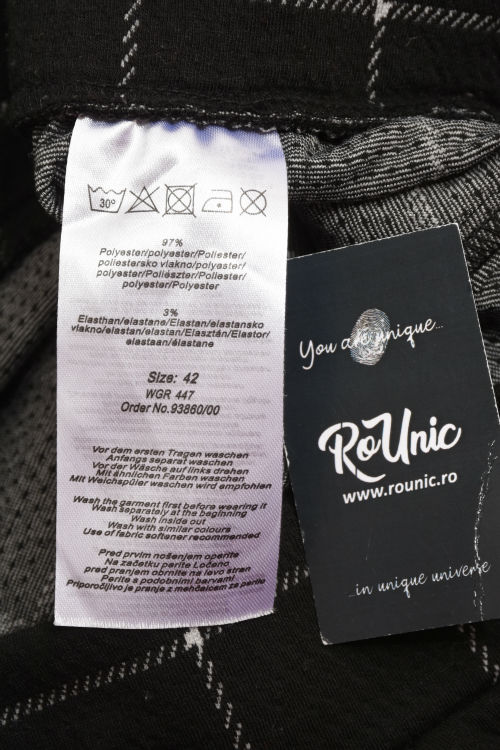 30°
97%
Polyester/polyester/Poliester/
poliestersko vlakno/polyester/
polyester/Poliészter/Poliester/
polyester/Polyester
3%
Elasthan/elastane/Elastan/elastansko
vlakno/elastan/elastan/Elasztán/Elastor/
elastaan/élastane
Size: 42
WGR 447
Order No.93860/00
Vor dem ersten Tragen waschen
Anfangs separat waschen
Vor der Wäsche auf links drehen
Mit ähnlichen Farben waschen
Mit Weichspüler waschen wird empfohlen
Wash the garment first before wearing it
Wash separately at the beginning
Wash inside out
Wash with similar colours
Use of fabric softener recommended
Pred prvim nošenjem operite
Na začetku perite Ločeno
pred pranjem obrnite na levo stran
Perite s podobnimi barvami
Priporočljivo je pranje z mehčalcem za perilo
You are unique...
RoUnic
www.rounic.ro
...in unique universe